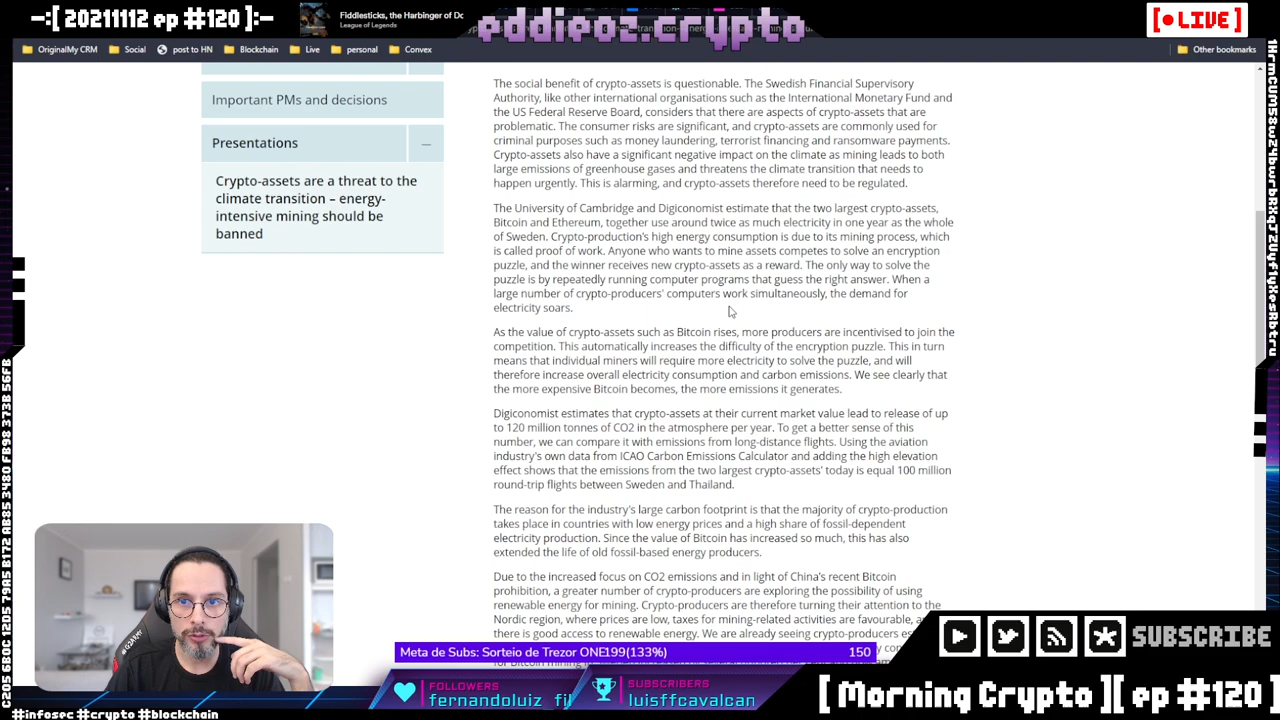 -:[ 20211112 ep #120 ]:-
Fiddlesticks, the Harbinger of Do
League of Legends
eddieoz.crypto
[ LIVE ]
OriginalMy CRM
Social
post to HN
Blockchain
Live
personal
Convex
Other bookmarks
Important PMs and decisions
Presentations
Crypto-assets are a threat to the
climate transition – energy-
intensive mining should be
banned
The social benefit of crypto-assets is questionable. The Swedish Financial Supervisory
Authority, like other international organisations such as the International Monetary Fund and
the US Federal Reserve Board, considers that there are aspects of crypto-assets that are
problematic. The consumer risks are significant, and crypto-assets are commonly used for
criminal purposes such as money laundering, terrorist financing and ransomware payments.
Crypto-assets also have a significant negative impact on the climate as mining leads to both
large emissions of greenhouse gases and threatens the climate transition that needs to
happen urgently. This is alarming, and crypto-assets therefore need to be regulated.
The University of Cambridge and Digiconomist estimate that the two largest crypto-assets,
Bitcoin and Ethereum, together use around twice as much electricity in one year as the whole
of Sweden. Crypto-production's high energy consumption is due to its mining process, which
is called proof of work. Anyone who wants to mine assets competes to solve an encryption
puzzle, and the winner receives new crypto-assets as a reward. The only way to solve the
puzzle is by repeatedly running computer programs that guess the right answer. When a
large number of crypto-producers' computers work simultaneously, the demand for
electricity soars.
As the value of crypto-assets such as Bitcoin rises, more producers are incentivised to join the
competition. This automatically increases the difficulty of the encryption puzzle. This in turn
means that individual miners will require more electricity to solve the puzzle, and will
therefore increase overall electricity consumption and carbon emissions. We see clearly that
the more expensive Bitcoin becomes, the more emissions it generates.
Digiconomist estimates that crypto-assets at their current market value lead to release of up
to 120 million tonnes of CO2 in the atmosphere per year. To get a better sense of this
number, we can compare it with emissions from long-distance flights. Using the aviation
industry's own data from ICAO Carbon Emissions Calculator and adding the high elevation
effect shows that the emissions from the two largest crypto-assets' today is equal 100 million
round-trip flights between Sweden and Thailand.
The reason for the industry's large carbon footprint is that the majority of crypto-production
takes place in countries with low energy prices and a high share of fossil-dependent
electricity production. Since the value of Bitcoin has increased so much, this has also
extended the life of old fossil-based energy producers.
Due to the increased focus on CO2 emissions and in light of China's recent Bitcoin
prohibition, a greater number of crypto-producers are exploring the possibility of using
renewable energy for mining. Crypto-producers are therefore turning their attention to the
Nordic region, where prices are low, taxes for mining-related activities are favourable, and
there is good access to renewable energy. We are already seeing crypto-producers
Meta de Subs: Sorteio de Trezor ONE 199(133%) 150
SUBSCRIBE
FOLLOWERS
fernandoluiz_fil
SUBSCRIBERS
luisffcavalcan
[ Morning Crypto ][ ep #120 ]
#infosec #crypto #blockchain